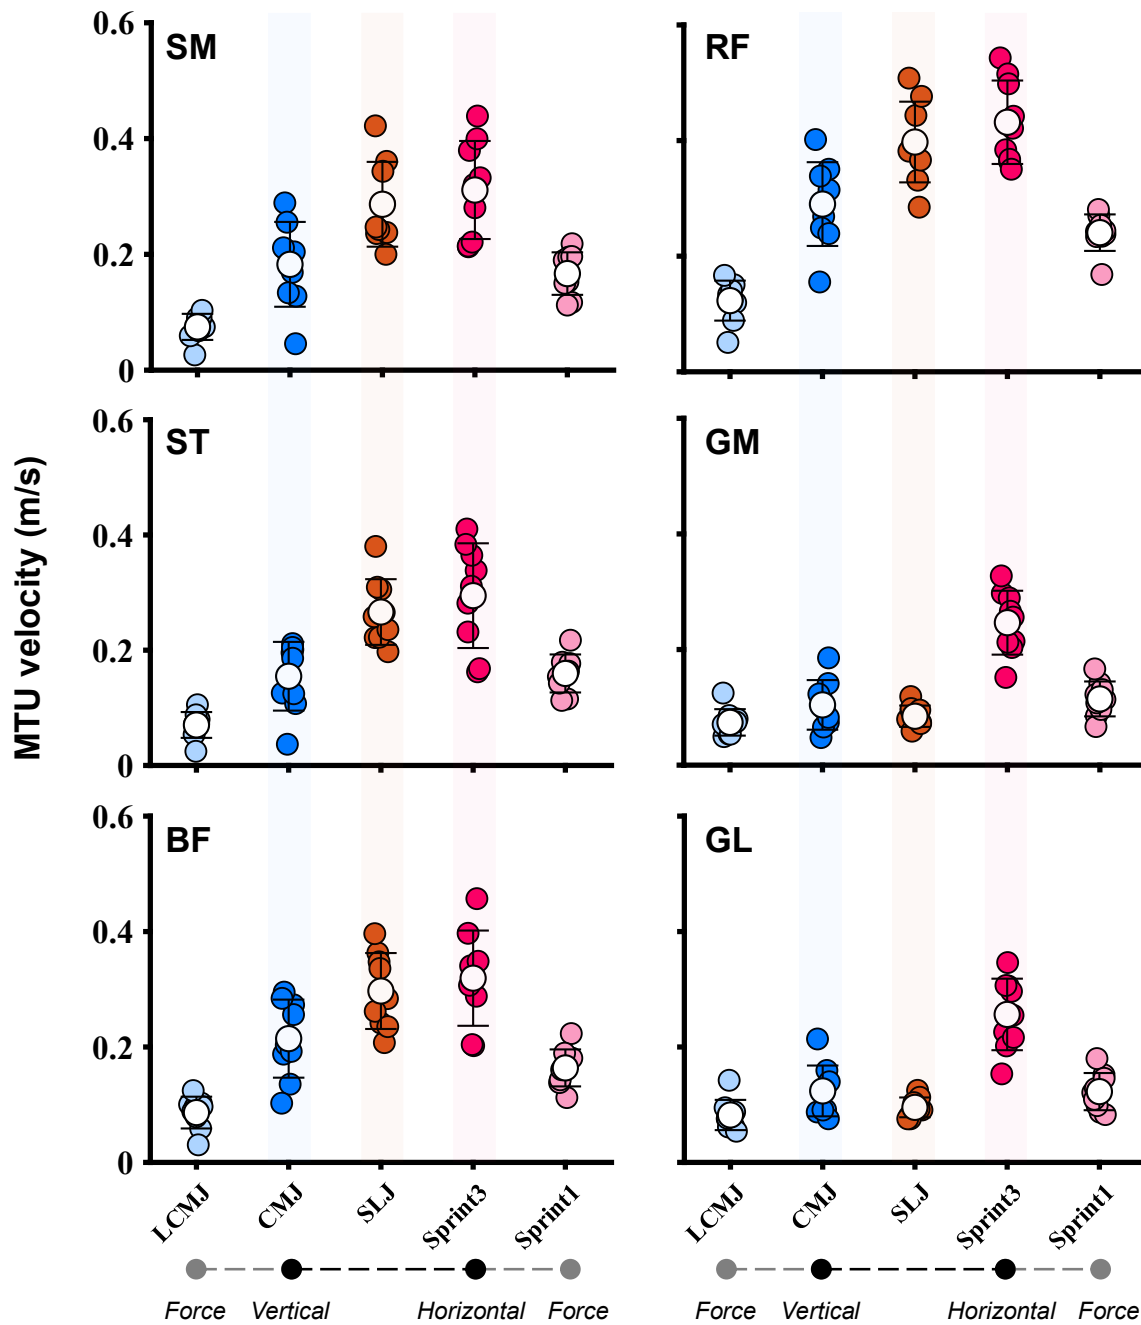 MTU velocity (m/s)
SM
0.6
0.4
0.2
0
RF
ST
0.6
0.4
0.2
0
GM
BF
0.6
0.4
0.2
0
GL
LCMJ CMJ SLJ Sprint3 Sprint1
LCMJ CMJ SLJ Sprint3 Sprint1
Force Vertical Horizontal Force
Force Vertical Horizontal Force